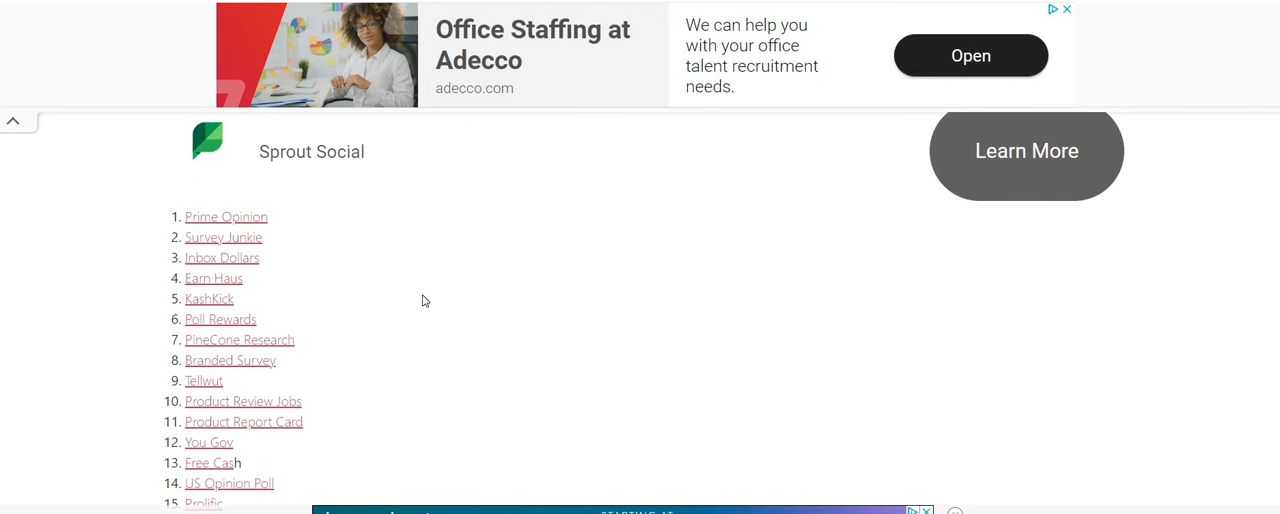 Office Staffing at
Adecco
adecco.com
We can help you
with your office
talent recruitment
needs.
Open
Sprout Social
Learn More
1. Prime Opinion
2. Survey Junkie
3. Inbox Dollars
4. Earn Haus
5. KashKick
6. Poll Rewards
7. PineCone Research
8. Branded Survey
9. Tellwut
10. Product Review Jobs
11. Product Report Card
12. You Gov
13. Free Cash
14. US Opinion Poll
15. Prolific
STARTING AT